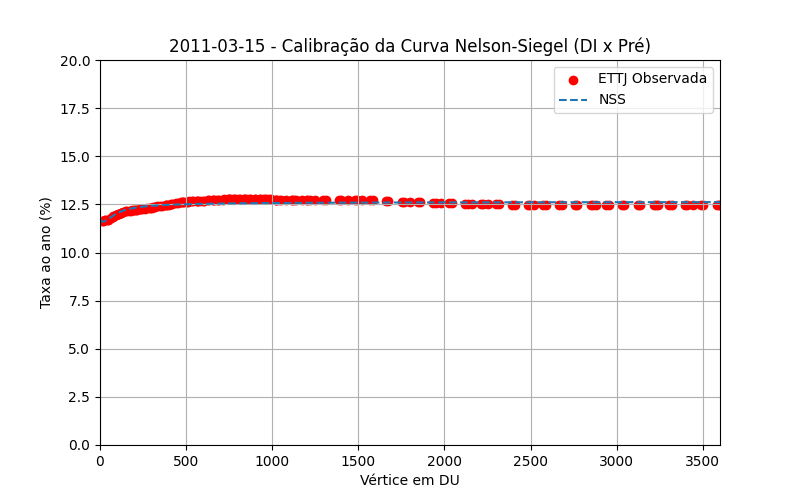 2011-03-15 - Calibração da Curva Nelson-Siegel (DI x Pré)
ETTJ Observada
NSS
Taxa ao ano (%)
20.0
17.5
15.0
12.5
10.0
7.5
5.0
2.5
0.0
0 500 1000 1500 2000 2500 3000 3500
Vértice em DU